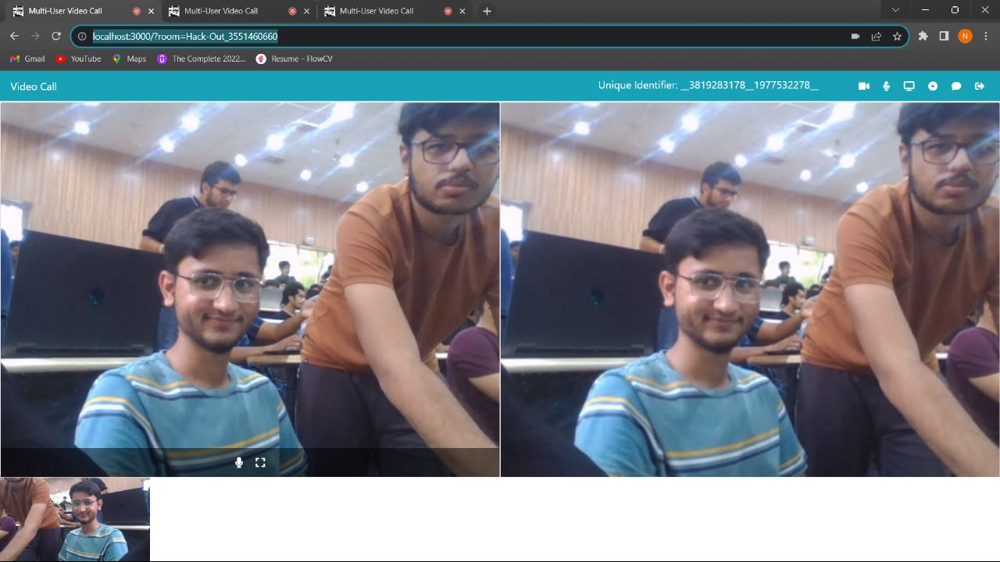 Multi-User Video Call
Multi-User Video Call
Multi-User Video Call
localhost:3000/?room=Hack-Out_3551460660
N
Gmail
YouTube
Maps
The Complete 2022...
Resume – FlowCV
Video Call
Unique Identifier: __3819283178__1977532278__